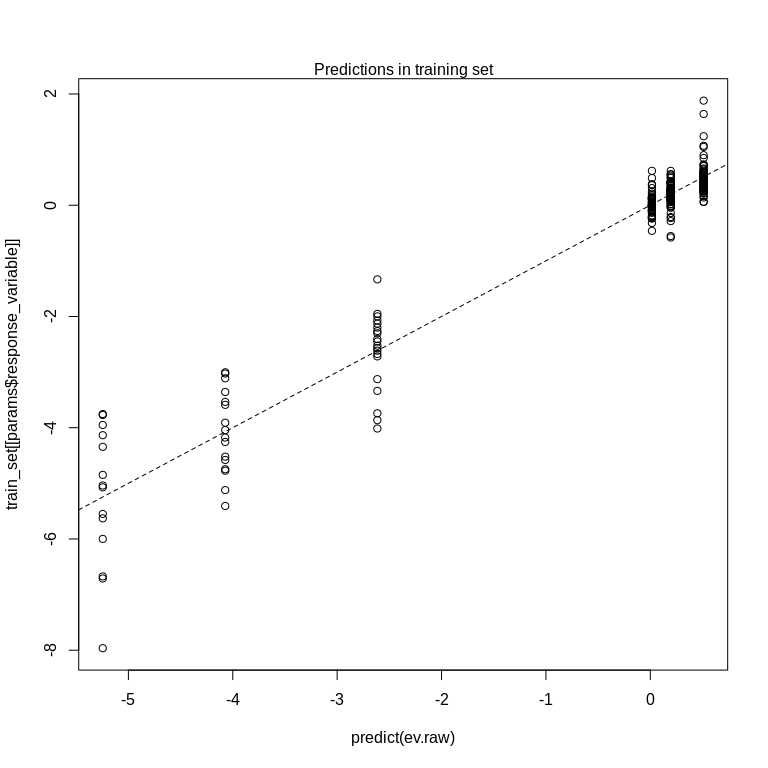 Predictions in training set
train_set[[params$response_variable]]
2
0
-2
-4
-6
-8
-5 -4 -3 -2 -1 0
predict(ev.raw)